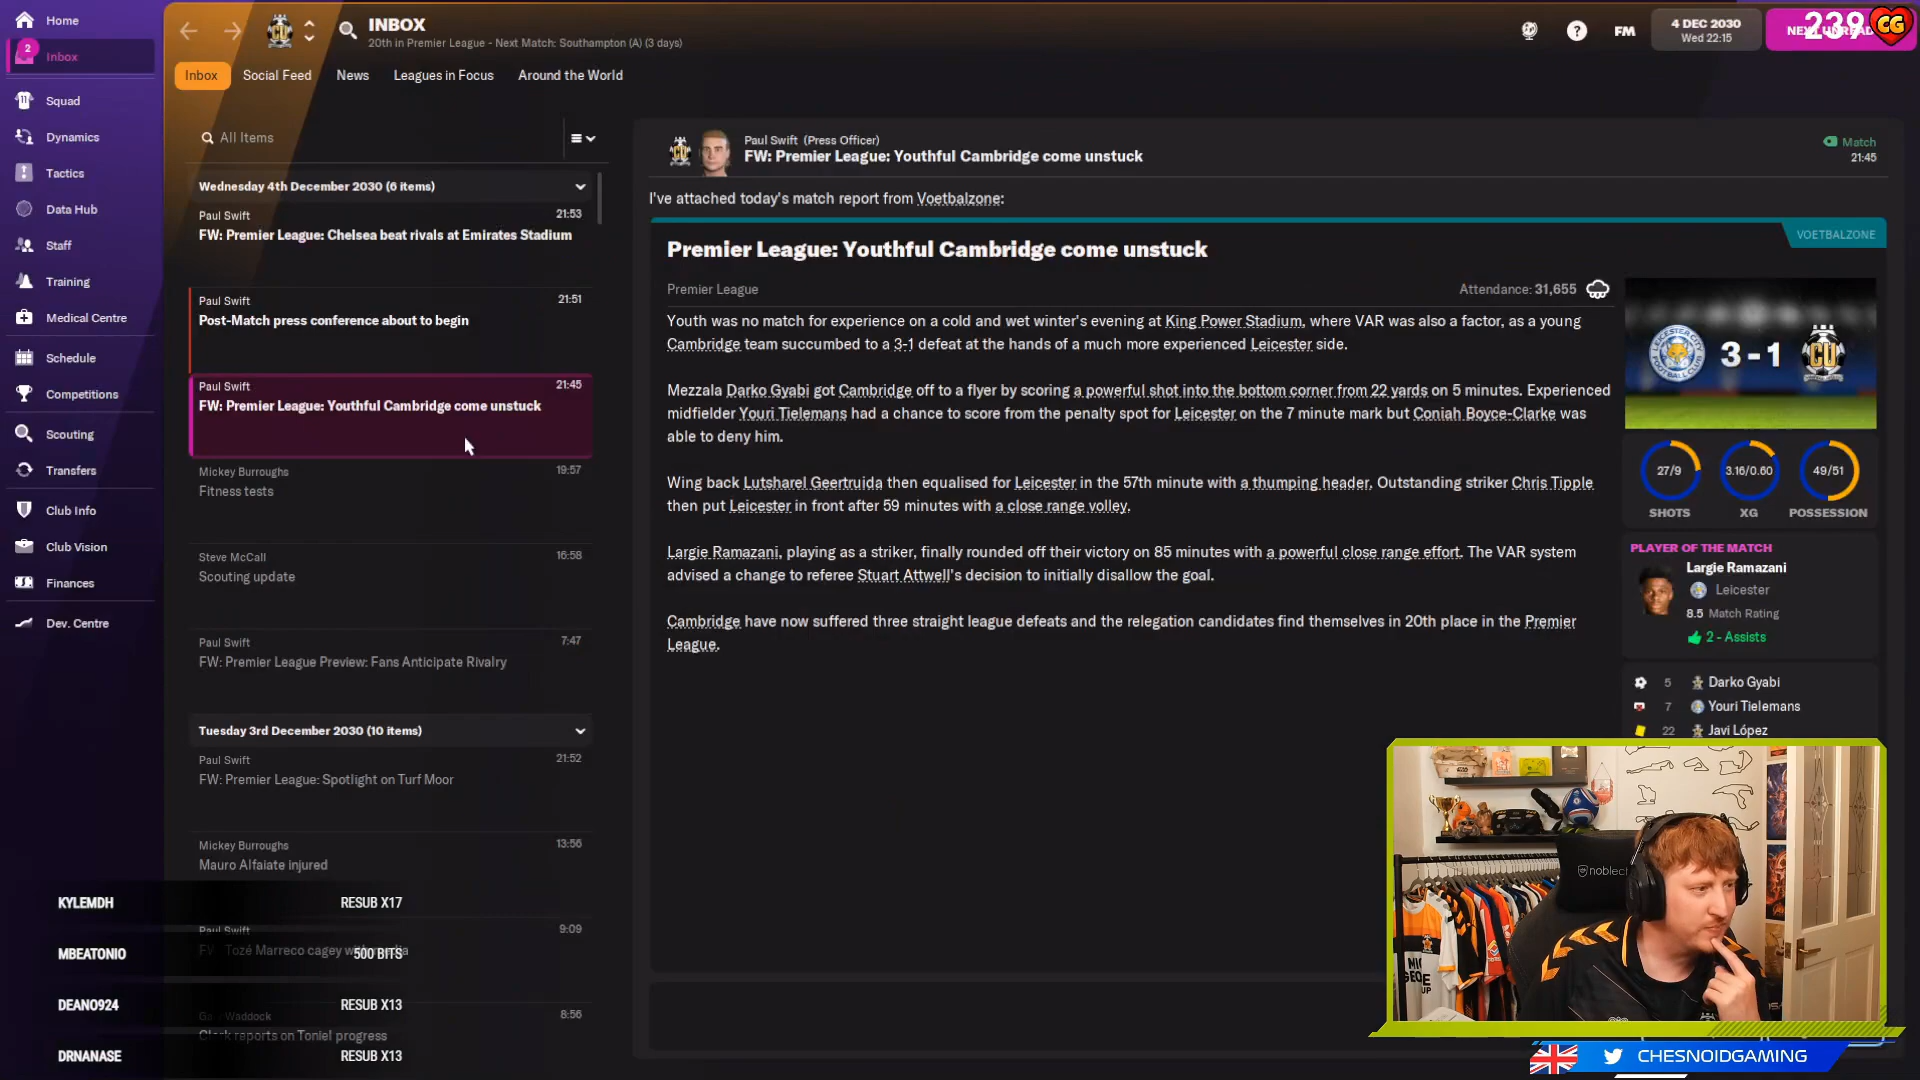 Home
2
Inbox
Squad
Dynamics
Tactics
Data Hub
Staff
Training
Medical Centre
Schedule
Competitions
Scouting
Transfers
Club Info
Club Vision
Finances
Dev. Centre
INBOX
20th in Premier League - Next Match: Southampton (A) (3 days)
FM
4 DEC 2030
Wed 22:15
239
CG
Inbox
Social Feed
News
Leagues in Focus
Around the World
All Items
Wednesday 4th December 2030 (6 items)
Paul Swift
21:53
FW: Premier League: Chelsea beat rivals at Emirates Stadium
Paul Swift
21:51
Post-Match press conference about to begin
Paul Swift
21:45
FW: Premier League: Youthful Cambridge come unstuck
Mickey Burroughs
19:57
Fitness tests
Steve McCall
16:58
Scouting update
Paul Swift
7:47
FW: Premier League Preview: Fans Anticipate Rivalry
Tuesday 3rd December 2030 (10 items)
Paul Swift
21:52
FW: Premier League: Spotlight on Turf Moor
Mickey Burroughs
13:56
Mauro Alfaiate injured
Paul Swift
9:09
Tozé Marreco cagey
Waddock
8:56
reports on Toniel progress
KYLEMDH
RESUB X17
MBEATONIO
500 BITS
DEANO924
RESUB X13
DRNANASE
RESUB X13
Paul Swift (Press Officer)
FW: Premier League: Youthful Cambridge come unstuck
Match
21:45
I've attached today's match report from Voetbalzone:
VOETBALZONE
Premier League: Youthful Cambridge come unstuck
Premier League
Attendance: 31,655
Youth was no match for experience on a cold and wet winter's evening at King Power Stadium, where VAR was also a factor, as a young
Cambridge team succumbed to a 3-1 defeat at the hands of a much more experienced Leicester side.
Mezzala Darko Gyabi got Cambridge off to a flyer by scoring a powerful shot into the bottom corner from 22 yards on 5 minutes. Experienced
midfielder Youri Tielemans had a chance to score from the penalty spot for Leicester on the 7 minute mark but Coniah Boyce-Clarke was
able to deny him.
Wing back Lutsharel Geertruida then equalised for Leicester in the 57th minute with a thumping header. Outstanding striker Chris Tipple
then put Leicester in front after 59 minutes with a close range volley.
Largie Ramazani, playing as a striker, finally rounded off their victory on 85 minutes with a powerful close range effort. The VAR system
advised a change to referee Stuart Attwell's decision to initially disallow the goal.
Cambridge have now suffered three straight league defeats and the relegation candidates find themselves in 20th place in the Premier
League.
3 - 1
CU
27/9
3.16/0.60
49/51
SHOTS
XG
POSSESSION
PLAYER OF THE MATCH
Largie Ramazani
Leicester
8.5 Match Rating
2 - Assists
5 Darko Gyabi
7 Youri Tielemans
22 Javi López
noblech
CHESNOIDGAMING